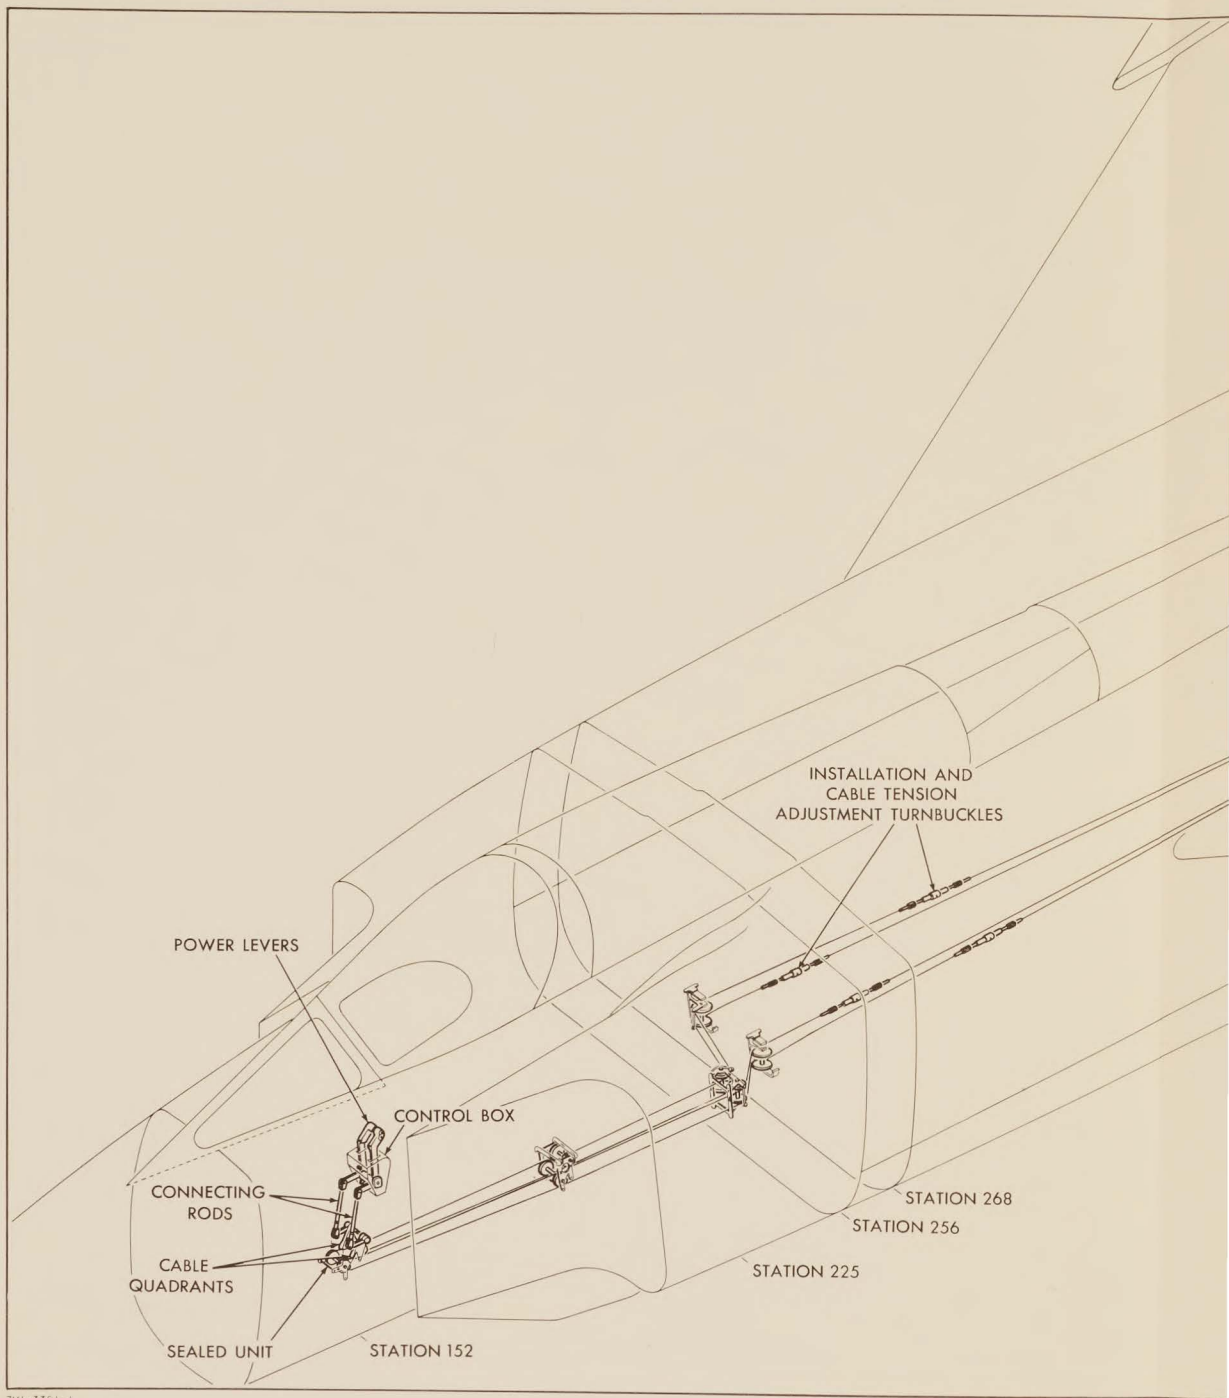 INSTALLATION AND
CABLE TENSION
ADJUSTMENT TURNBUCKLES
POWER LEVERS
CONTROL BOX
CONNECTING
RODS
CABLE
QUADRANTS
SEALED UNIT
STATION 152
STATION 225
STATION 256
STATION 268